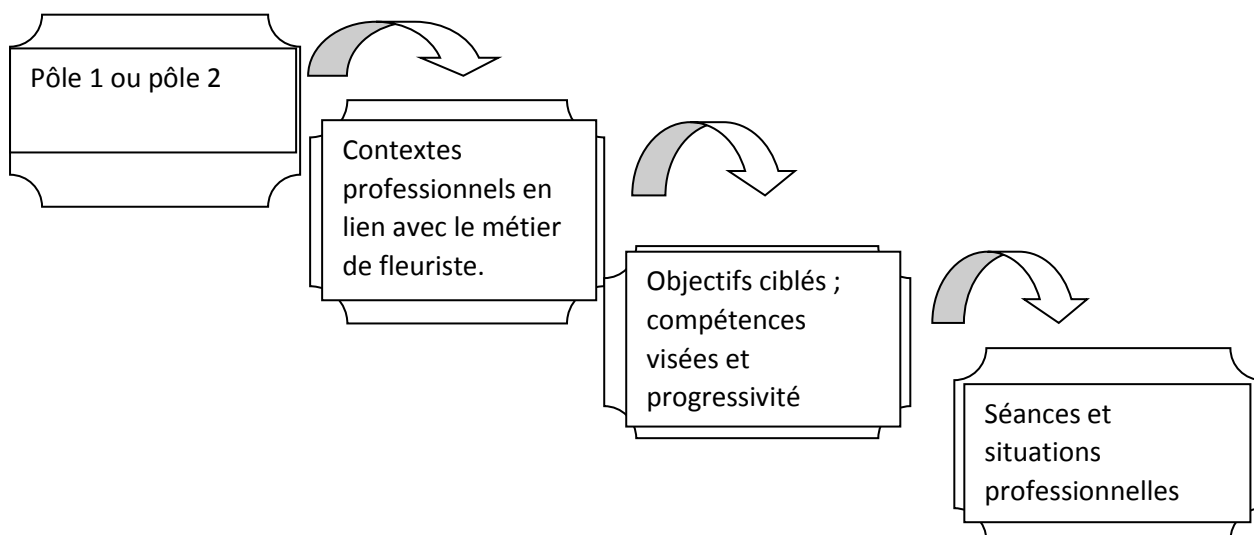 Pôle 1 ou pôle 2
Contextes
professionnels en
lien avec le métier
de fleuriste.
Objectifs ciblés ;
compétences
visées et
progressivité
Séances et
situations
professionnelles